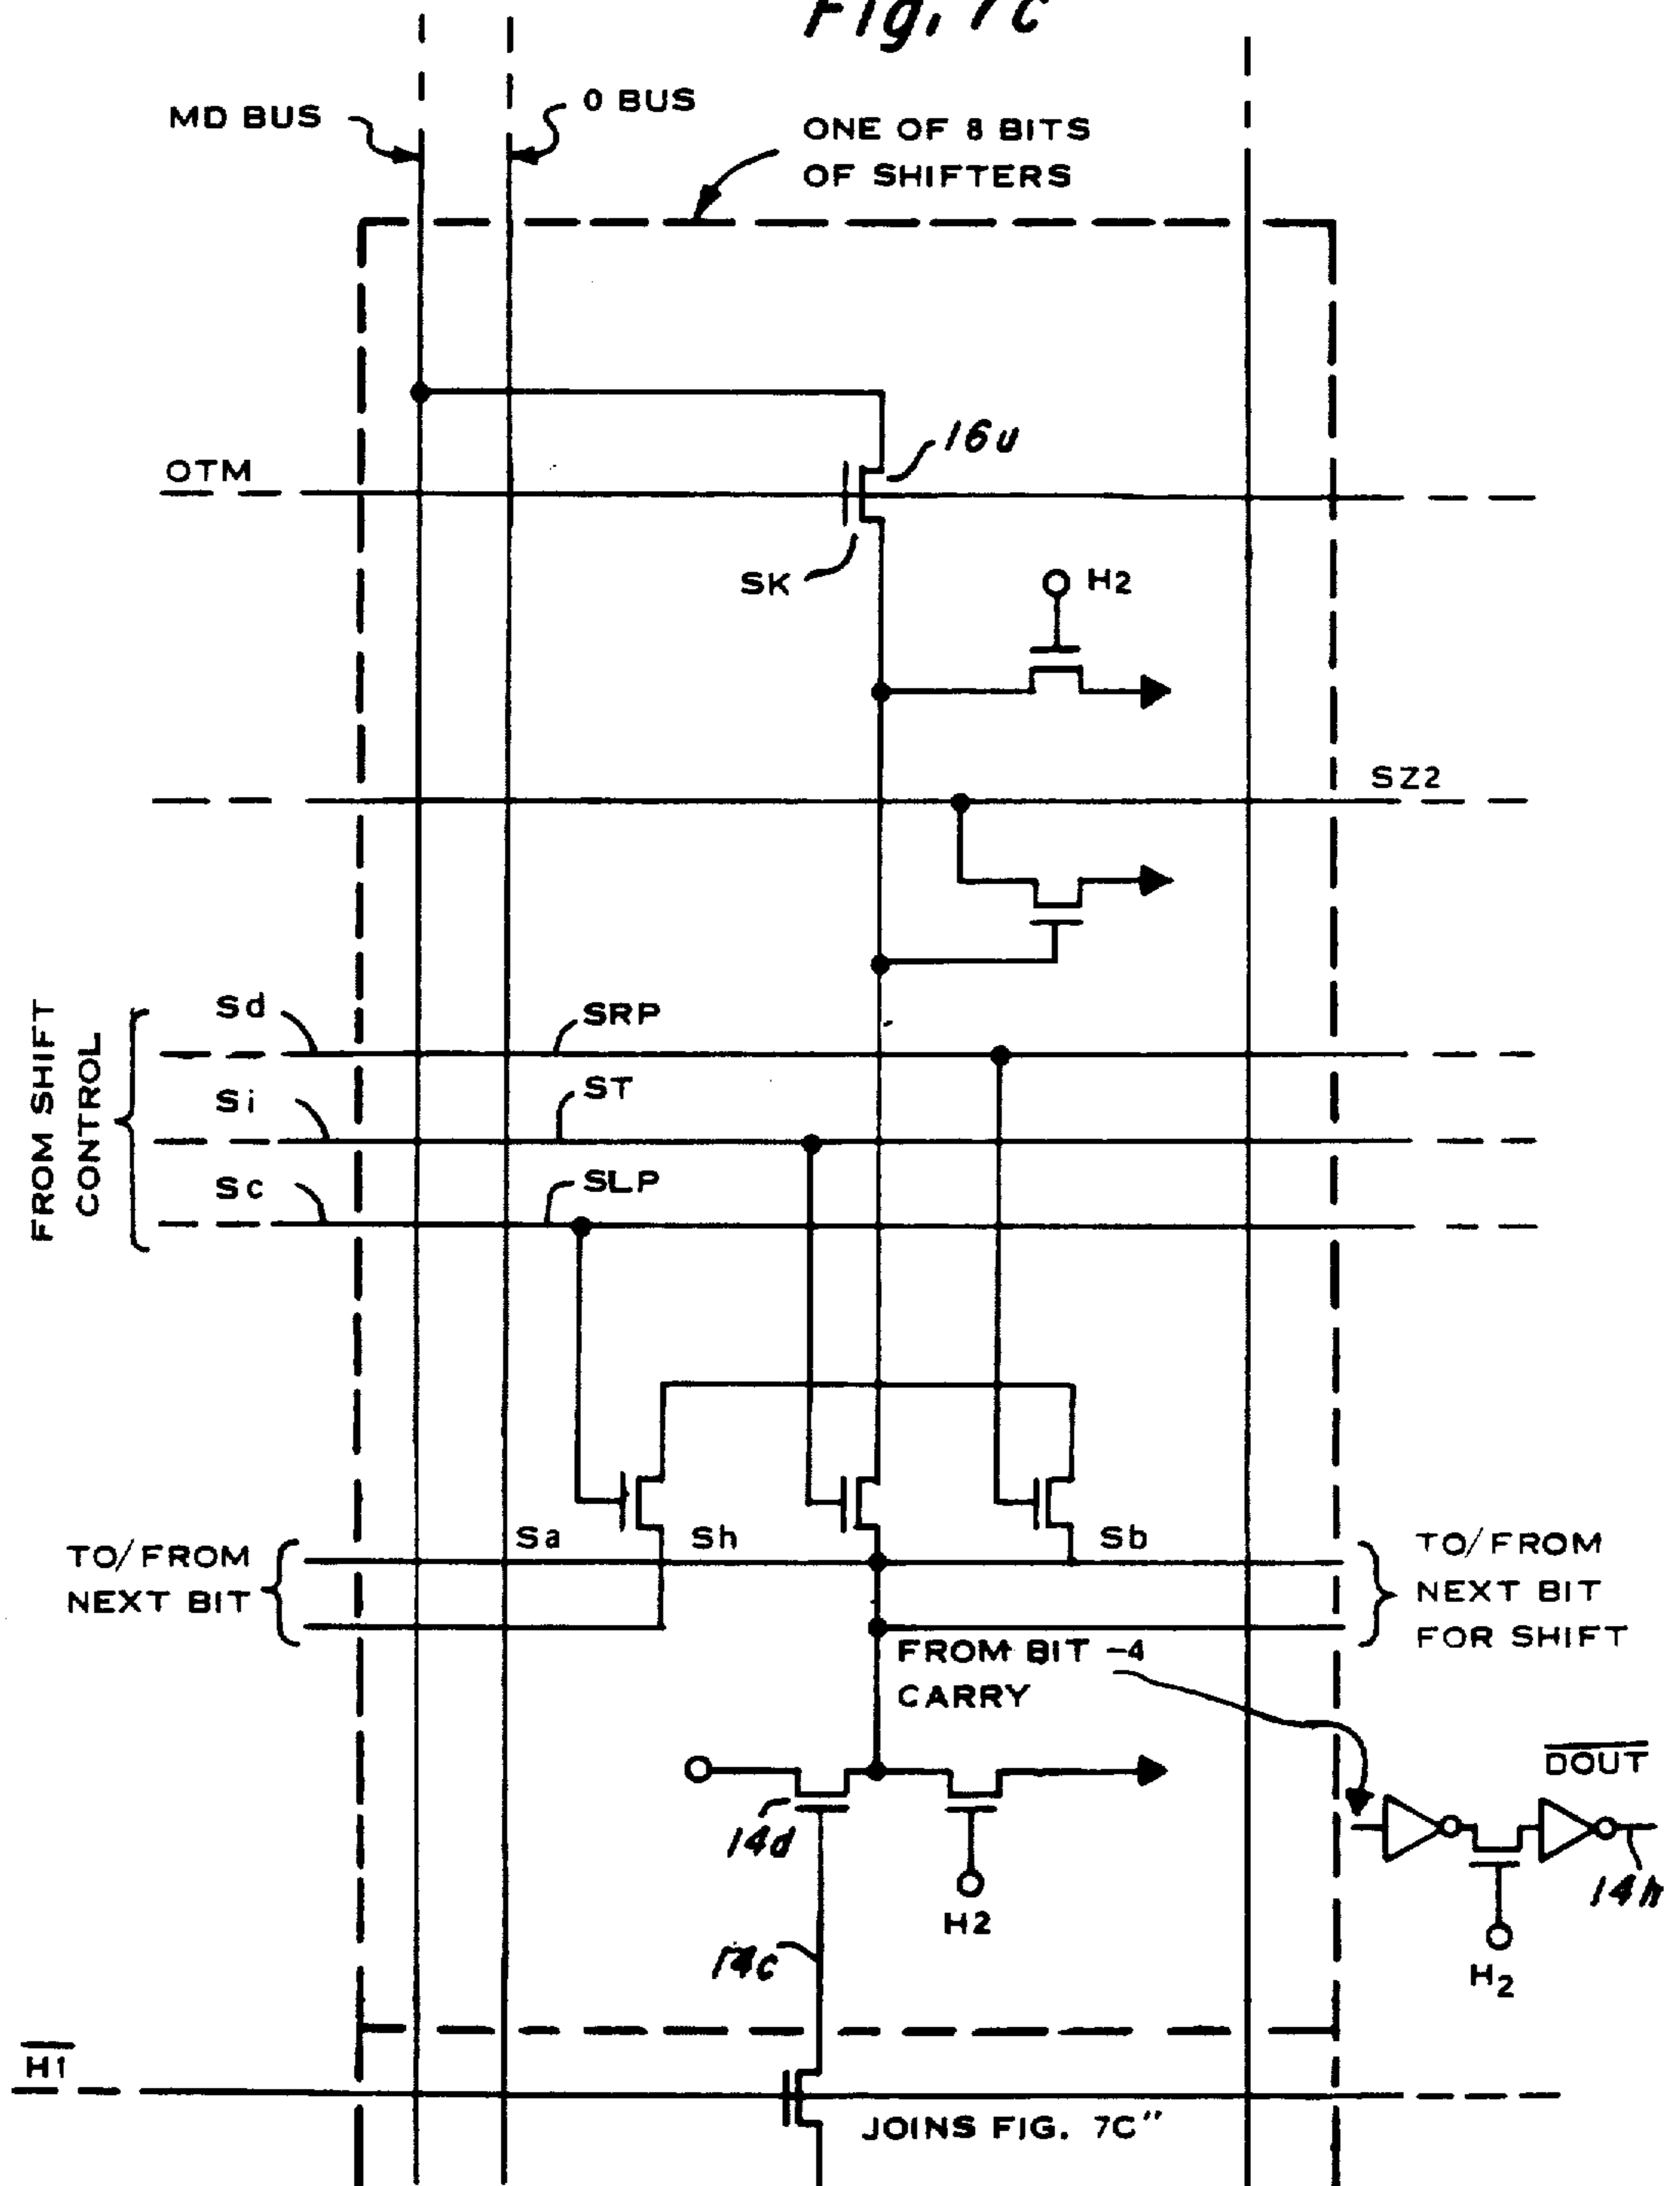 Fig. 7C
MD BUS
O BUS
ONE OF 8 BITS
OF SHIFTERS
16u
OTM
SK
H2
SZ2
FROM SHIFT
CONTROL
Sd
SRP
Si
ST
Sc
SLP
Sa
Sh
Sb
TO/FROM
NEXT BIT
TO/FROM
NEXT BIT
FOR SHIFT
FROM BIT -4
CARRY
DOUT
14d
14h
H2
14c
H2
H1
JOINS FIG. 7C"